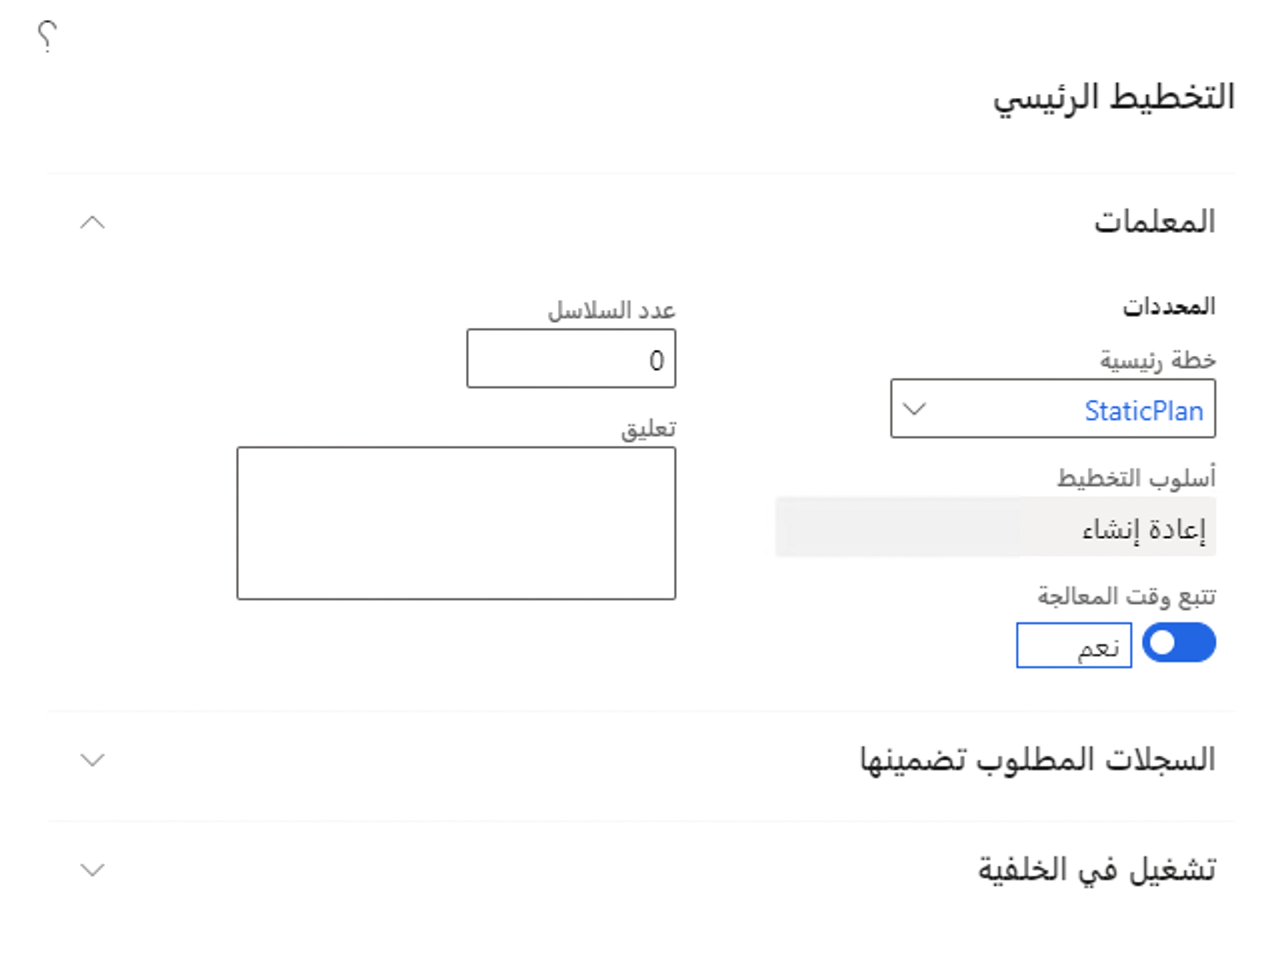 ؟
التخطيط الرئيسي
المعلمات
المحددات
خطة رئيسية
StaticPlan
أسلوب التخطيط
إعادة إنشاء
تتبع وقت المعالجة
نعم
عدد السلاسل
0
تعليق
السجلات المطلوب تضمينها
تشغيل في الخلفية